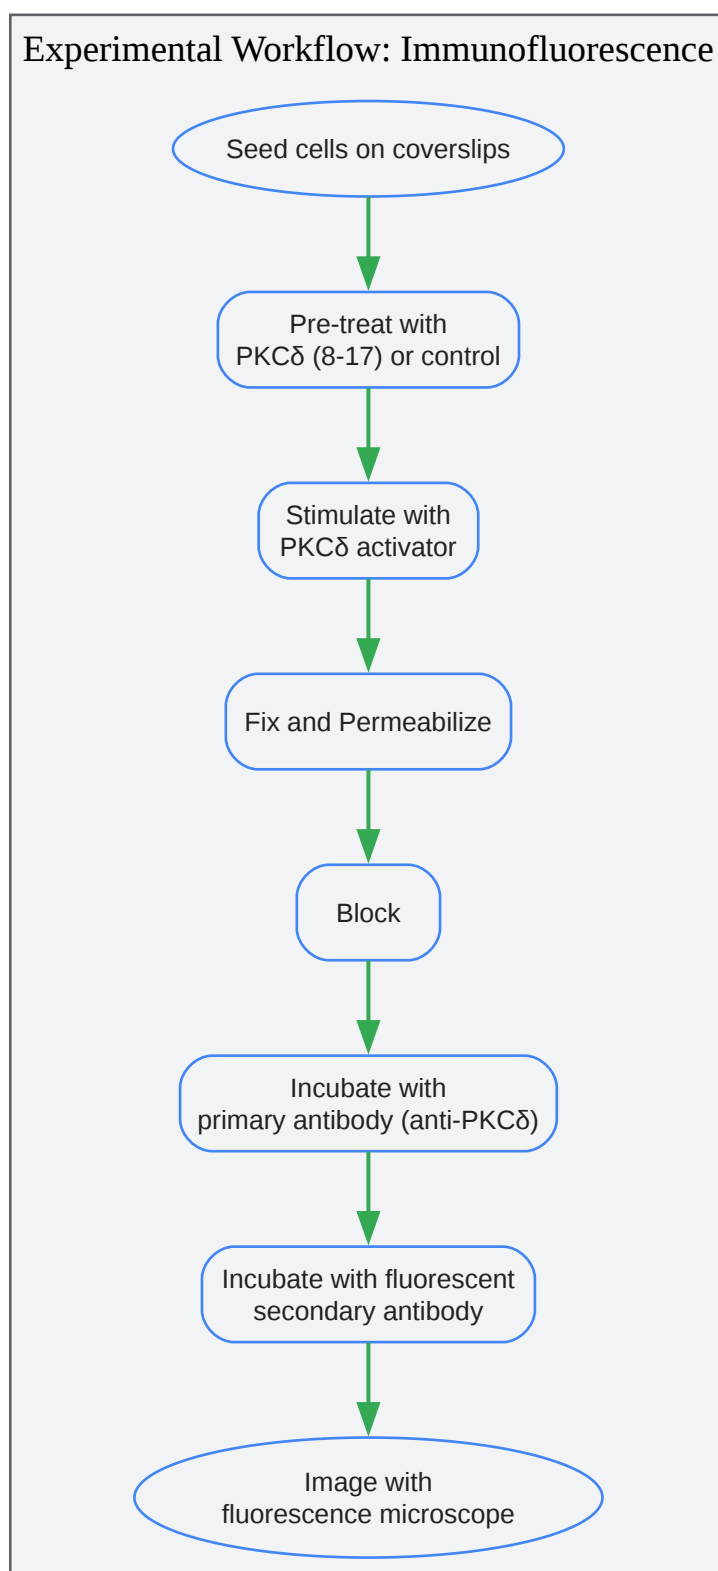 Experimental Workflow: Immunofluorescence
Seed cells on coverslips
Pre-treat with
PKCδ (8-17) or control
Stimulate with
PKCδ activator
Fix and Permeabilize
Block
Incubate with
primary antibody (anti-PKCδ)
Incubate with fluorescent
secondary antibody
Image with
fluorescence microscope